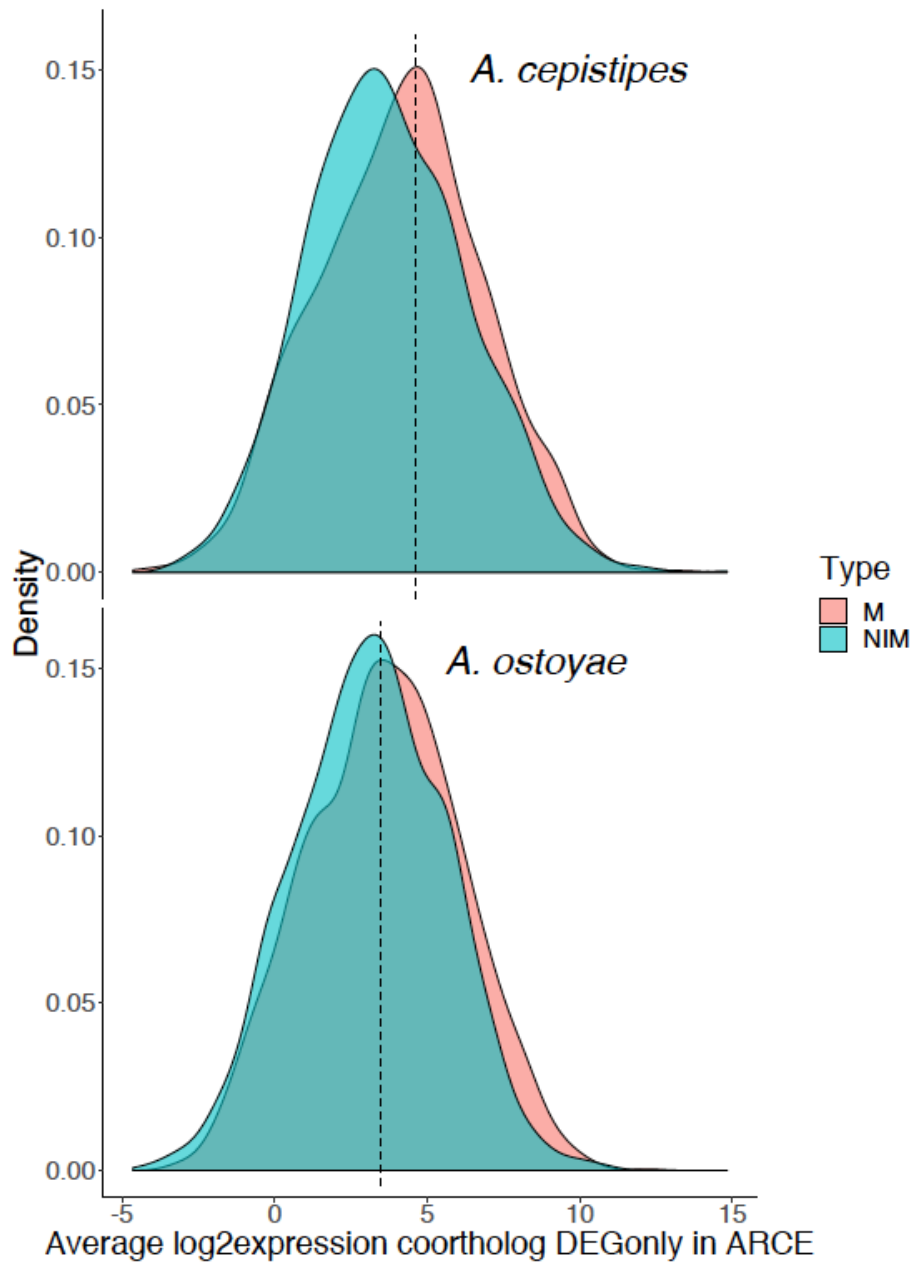 A. cepistipes
0.15
0.10
0.05
0.00
Density
A. ostoyae
0.15
0.10
0.05
0.00
-5 0 5 10 15
Average log2expression coortholog DEGonly in ARCE
Type
M
NIM